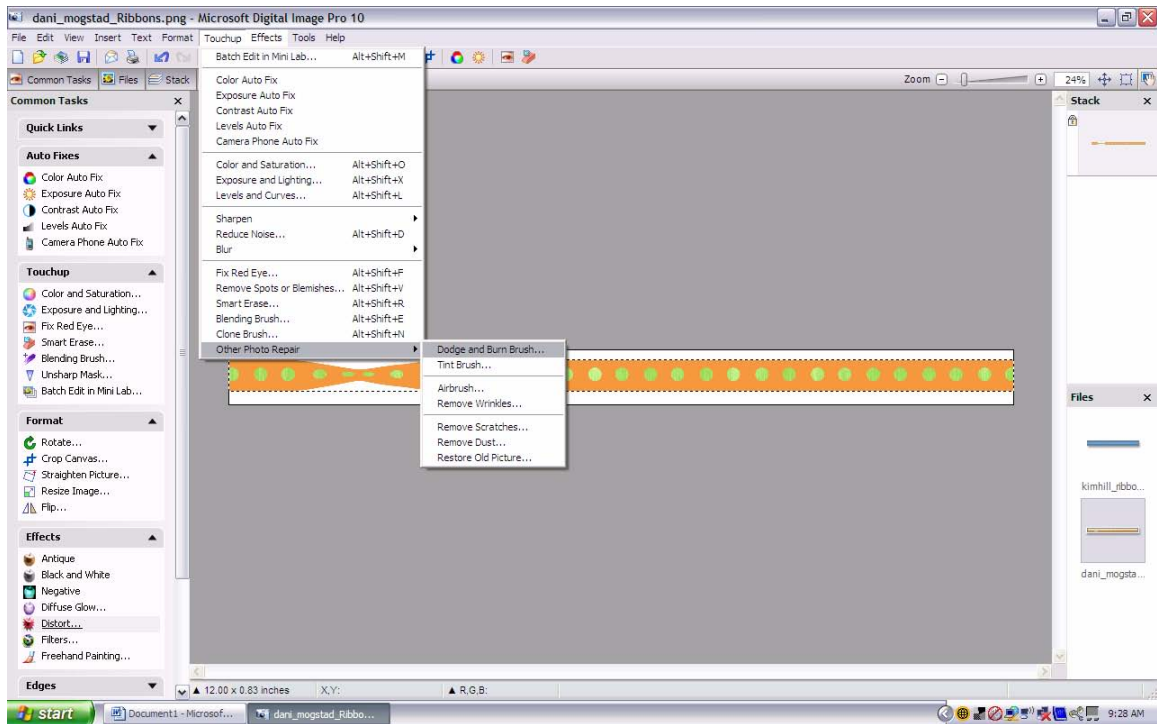 dani_mogstad_Ribbons.png - Microsoft Digital Image Pro 10
File Edit View Insert Text Format Touchup Effects Tools Help
Common Tasks Files Stack
Zoom 24%
Common Tasks x
Quick Links
Auto Fixes
Color Auto Fix
Exposure Auto Fix
Contrast Auto Fix
Levels Auto Fix
Camera Phone Auto Fix
Touchup
Color and Saturation...
Exposure and Lighting...
Fix Red Eye...
Smart Erase...
Blending Brush...
Unsharp Mask...
Batch Edit in Mini Lab...
Format
Rotate...
Crop Canvas...
Straighten Picture...
Resize Image...
Flip...
Effects
Antique
Black and White
Negative
Diffuse Glow...
Distort...
Filters...
Freehand Painting...
Edges
Batch Edit in Mini Lab... Alt+Shift+M
Color Auto Fix
Exposure Auto Fix
Contrast Auto Fix
Levels Auto Fix
Camera Phone Auto Fix
Color and Saturation... Alt+Shift+O
Exposure and Lighting... Alt+Shift+X
Levels and Curves... Alt+Shift+L
Sharpen
Reduce Noise... Alt+Shift+D
Blur
Fix Red Eye... Alt+Shift+F
Remove Spots or Blemishes... Alt+Shift+V
Smart Erase... Alt+Shift+R
Blending Brush... Alt+Shift+E
Clone Brush... Alt+Shift+N
Other Photo Repair
Dodge and Burn Brush...
Tint Brush...
Airbrush...
Remove Wrinkles...
Remove Scratches...
Remove Dust...
Restore Old Picture...
Stack x
Files x
kimhill_ribbo...
dani_mogsta...
12.00 x 0.83 inches X,Y: R,G,B:
start Document1 - Microsof... dani_mogstad_Ribbo... 9:28 AM